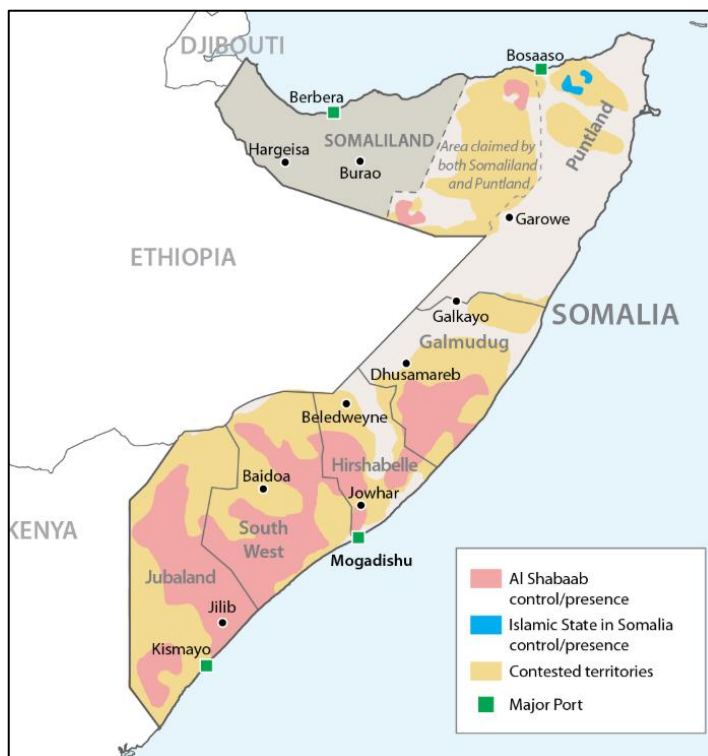 DJIBOUTI
Bosaaso
Berbera
SOMALILAND
Hargeisa
Burao
Area claimed by
both Somaliland
and Puntland
Puntland
Garowe
ETHIOPIA
Galkayo
SOMALIA
Galmudug
Dhusamareb
Beledweyne
Hirshabelle
Baidoa
Jowhar
South
West
Mogadishu
KENYA
Jubaland
Jilib
Kismayo
Al Shabaab
control/presence
Islamic State in Somalia
control/presence
Contested territories
Major Port